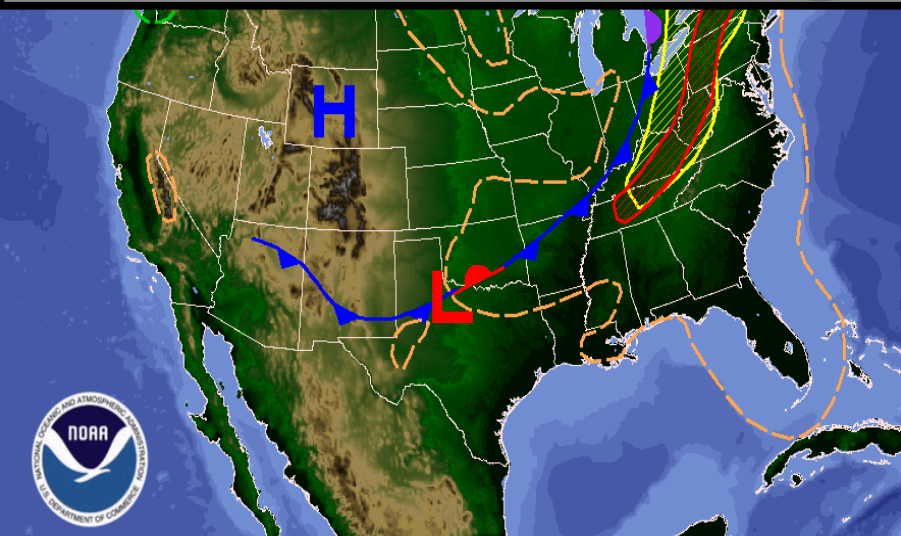 H
L
NATIONAL OCEANIC AND ATMOSPHERIC ADMINISTRATION
NOAA
U.S. DEPARTMENT OF COMMERCE